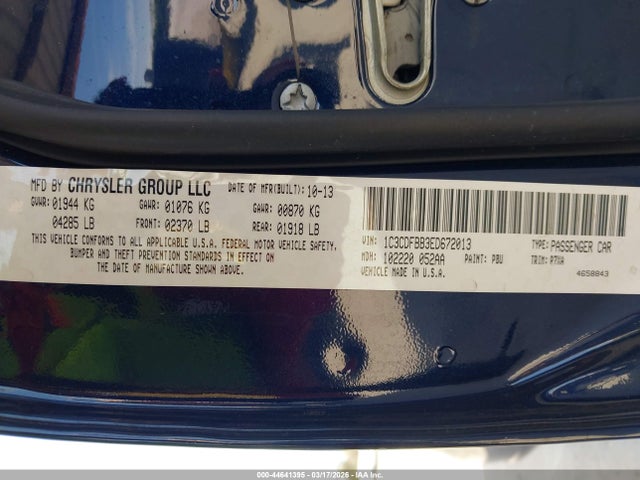 MFD BY CHRYSLER GROUP LLC DATE OF MFR(BUILT): 10-13
GVWR: 01944 KG GAWR: 01076 KG GAWR: 00870 KG
04285 LB FRONT: 02370 LB REAR: 01918 LB
THIS VEHICLE CONFORMS TO ALL APPLICABLE U.S.A. FEDERAL MOTOR VEHICLE SAFETY,
BUMPER AND THEFT PREVENTION STANDARDS IN EFFECT ON
THE DATE OF MANUFACTURE SHOWN ABOVE.
VIN: 1C3CDFBB3ED672013 TYPE: PASSENGER CAR
MDH: 102220 052AA PAINT: PBU TRIM: R7XA
VEHICLE MADE IN U.S.A. 4658843
00-44641395 - 03/17/2026 - IAA Inc.